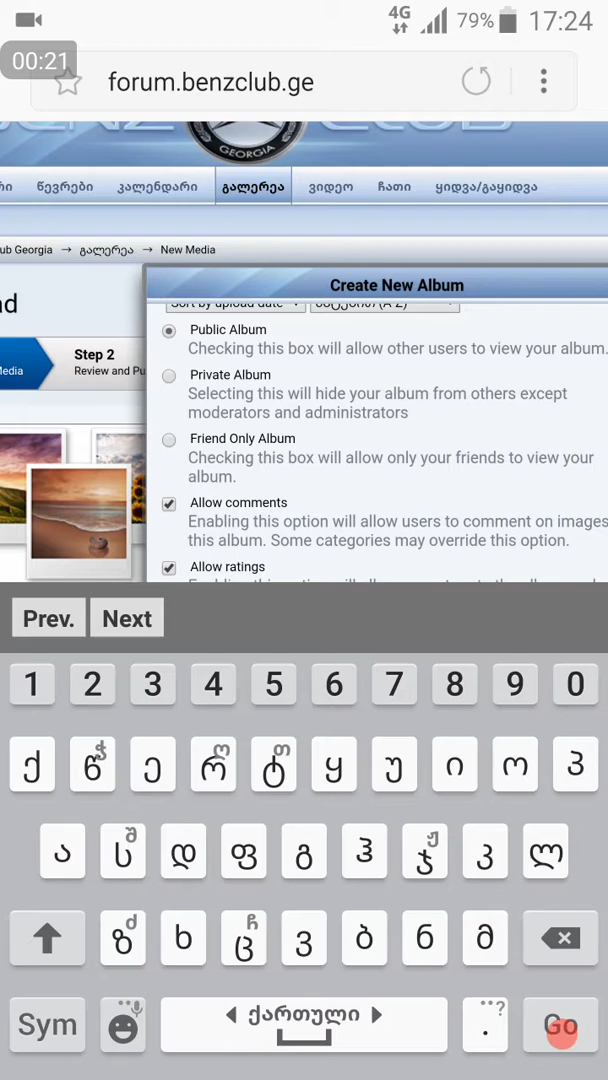 4G 79% 17:24
00:21
forum.benzclub.ge
BENZ CLUB
GEORGIA
რი წევრები კალენდარი გალერეა ვიდეო ჩათი ყიდვა/გაყიდვა
ub Georgia → გალერეა → New Media
ad
Create New Album
Public Album
Checking this box will allow other users to view your album.
Private Album
Selecting this will hide your album from others except
moderators and administrators
Friend Only Album
Checking this box will allow only your friends to view your
album.
Allow comments
Enabling this option will allow users to comment on images
this album. Some categories may override this option.
Allow ratings
Step 2
Media
Review and Pu
Prev. Next
1 2 3 4 5 6 7 8 9 0
ქ წ ჭ ე რ ღ ტ თ ყ უ ი ო პ
ა ს შ დ ფ გ ჰ ჯ ჟ კ ლ
ზ ძ ხ ც ჩ ვ ბ ნ მ
Sym ქართული . ? Go